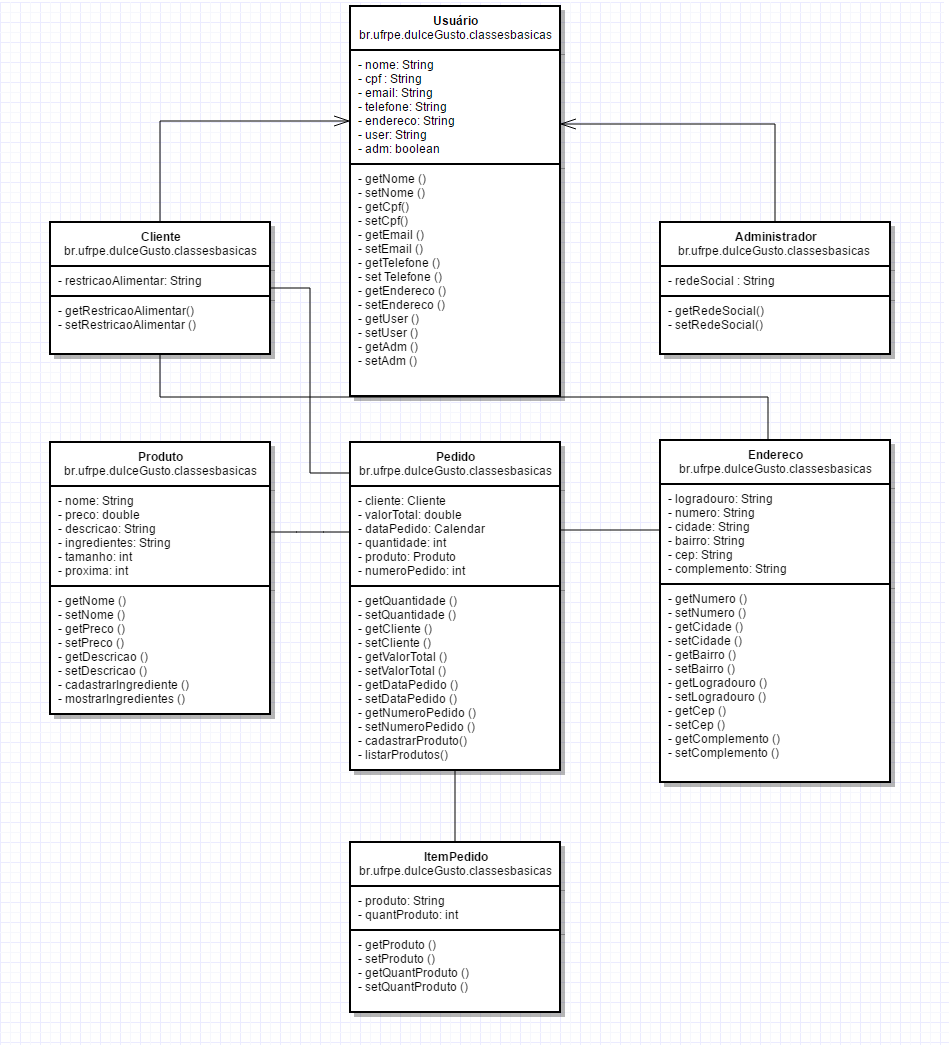 Usuário
br.ufrpe.dulceGusto.classesbasicas
- nome: String
- cpf : String
- email: String
- telefone: String
- endereco: String
- user: String
- adm: boolean
- getNome ()
- setNome ()
- getCpf()
- setCpf()
- getEmail ()
- setEmail ()
- getTelefone ()
- set Telefone ()
- getEndereco ()
- setEndereco ()
- getUser ()
- setUser ()
- getAdm ()
- setAdm ()
Cliente
br.ufrpe.dulceGusto.classesbasicas
- restricaoAlimentar: String
- getRestricaoAlimentar()
- setRestricaoAlimentar ()
Administrador
br.ufrpe.dulceGusto.classesbasicas
- redeSocial : String
- getRedeSocial()
- setRedeSocial()
Produto
br.ufrpe.dulceGusto.classesbasicas
- nome: String
- preco: double
- descricao: String
- ingredientes: String
- tamanho: int
- proxima: int
- getNome ()
- setNome ()
- getPreco ()
- setPreco ()
- getDescricao ()
- setDescricao ()
- cadastrarIngrediente ()
- mostrarIngredientes ()
Pedido
br.ufrpe.dulceGusto.classesbasicas
- cliente: Cliente
- valorTotal: double
- dataPedido: Calendar
- quantidade: int
- produto: Produto
- numeroPedido: int
- getQuantidade ()
- setQuantidade ()
- getCliente ()
- setCliente ()
- getValorTotal ()
- setValorTotal ()
- getDataPedido ()
- setDataPedido ()
- getNumeroPedido ()
- setNumeroPedido ()
- cadastrarProduto()
- listarProdutos()
Endereco
br.ufrpe.dulceGusto.classesbasicas
- logradouro: String
- numero: String
- cidade: String
- bairro: String
- cep: String
- complemento: String
- getNumero ()
- setNumero ()
- getCidade ()
- setCidade ()
- getBairro ()
- setBairro ()
- getLogradouro ()
- setLogradouro ()
- getCep ()
- setCep ()
- getComplemento ()
- setComplemento ()
ItemPedido
br.ufrpe.dulceGusto.classesbasicas
- produto: String
- quantProduto: int
- getProduto ()
- setProduto ()
- getQuantProduto ()
- setQuantProduto ()